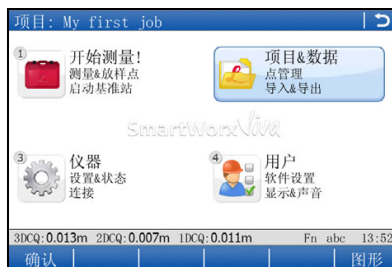 项目: My first job
1
开始测量!
测量&放样点
启动基准站
项目&数据
点管理
导入&导出
SmartWorx Viva
3
仪器
设置&状态
连接
4
用户
软件设置
显示&声音
3DCQ:0.013m 2DCQ:0.007m 1DCQ:0.011m Fn abc 13:52
确认 图形